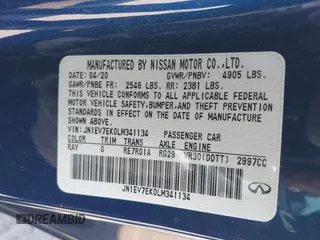 MANUFACTURED BY NISSAN MOTOR CO.,LTD.
DATE: 04/20 GVWR/PNBV: 4905 LBS.
GAWR/PNBE FR: 2546 LBS. RR: 2381 LBS.
THIS VEHICLE CONFORMS TO ALL APPLICABLE
FEDERAL MOTOR VEHICLE SAFETY,BUMPER,AND THEFT PREVENTION
STANDARDS IN EFFECT ON THE DATE OF MANUFACTURE SHOWN ABOVE.
V.I.N.: JN1EV7EK0LM341134 PASSENGER CAR
COLOR TRIM TRANS AXLE ENGINE
RAY G RE7R01A RG29 VR30(DDTT) 2997CC
JN1EV7EK0LM341134
INFINITI
DREAMBID